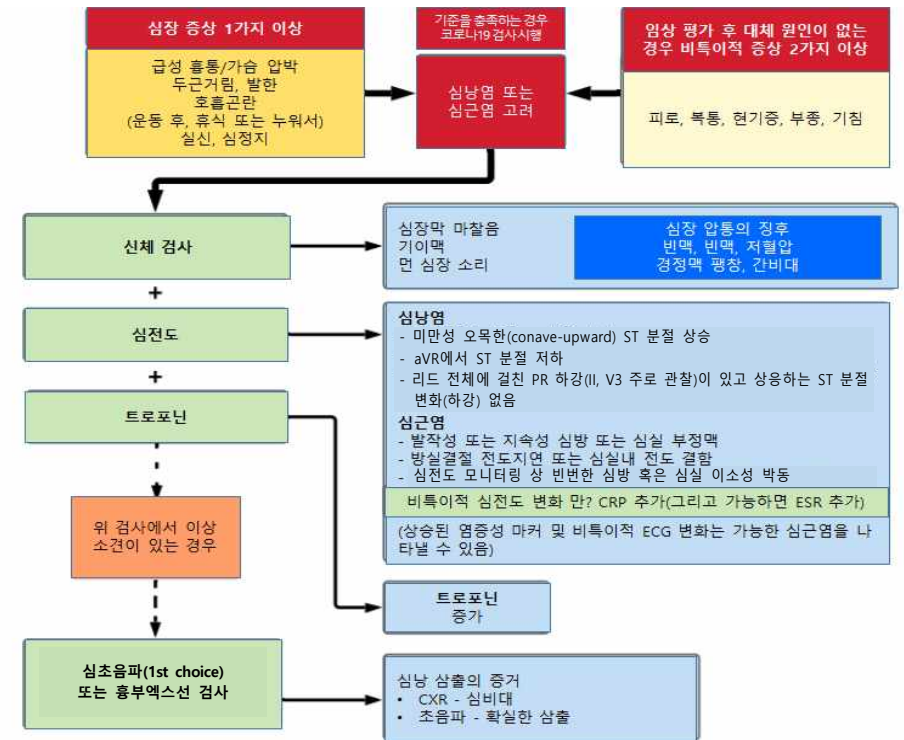 심장 증상 1가지 이상
급성 흉통/가슴 압박
두근거림, 발한
호흡곤란
(운동 후, 휴식 또는 누워서)
실신, 심정지
기준을 충족하는 경우
코로나19 검사시행
심낭염 또는
심근염 고려
임상 평가 후 대체 원인이 없는
경우 비특이적 증상 2가지 이상
피로, 복통, 현기증, 부종, 기침
신체 검사
심장막 마찰음
기이맥
먼 심장 소리
심장 압통의 징후
빈맥, 빈맥, 저혈압
경정맥 팽창, 간비대
+
심전도
심낭염
- 미만성 오목한(conave-upward) ST 분절 상승
- aVR에서 ST 분절 저하
- 리드 전체에 걸친 PR 하강(II, V3 주로 관찰)이 있고 상응하는 ST 분절
변화(하강) 없음
심근염
- 발작성 또는 지속성 심방 또는 심실 부정맥
- 방실결절 전도지연 또는 심실내 전도 결함
- 심전도 모니터링 상 빈번한 심방 혹은 심실 이소성 박동
비특이적 심전도 변화 만? CRP 추가(그리고 가능하면 ESR 추가)
(상승된 염증성 마커 및 비특이적 ECG 변화는 가능한 심근염을 나
타낼 수 있음)
+
트로포닌
위 검사에서 이상
소견이 있는 경우
트로포닌
증가
심초음파(1st choice)
또는 흉부엑스선 검사
심낭 삼출의 증거
• CXR - 심비대
• 초음파 - 확실한 삼출